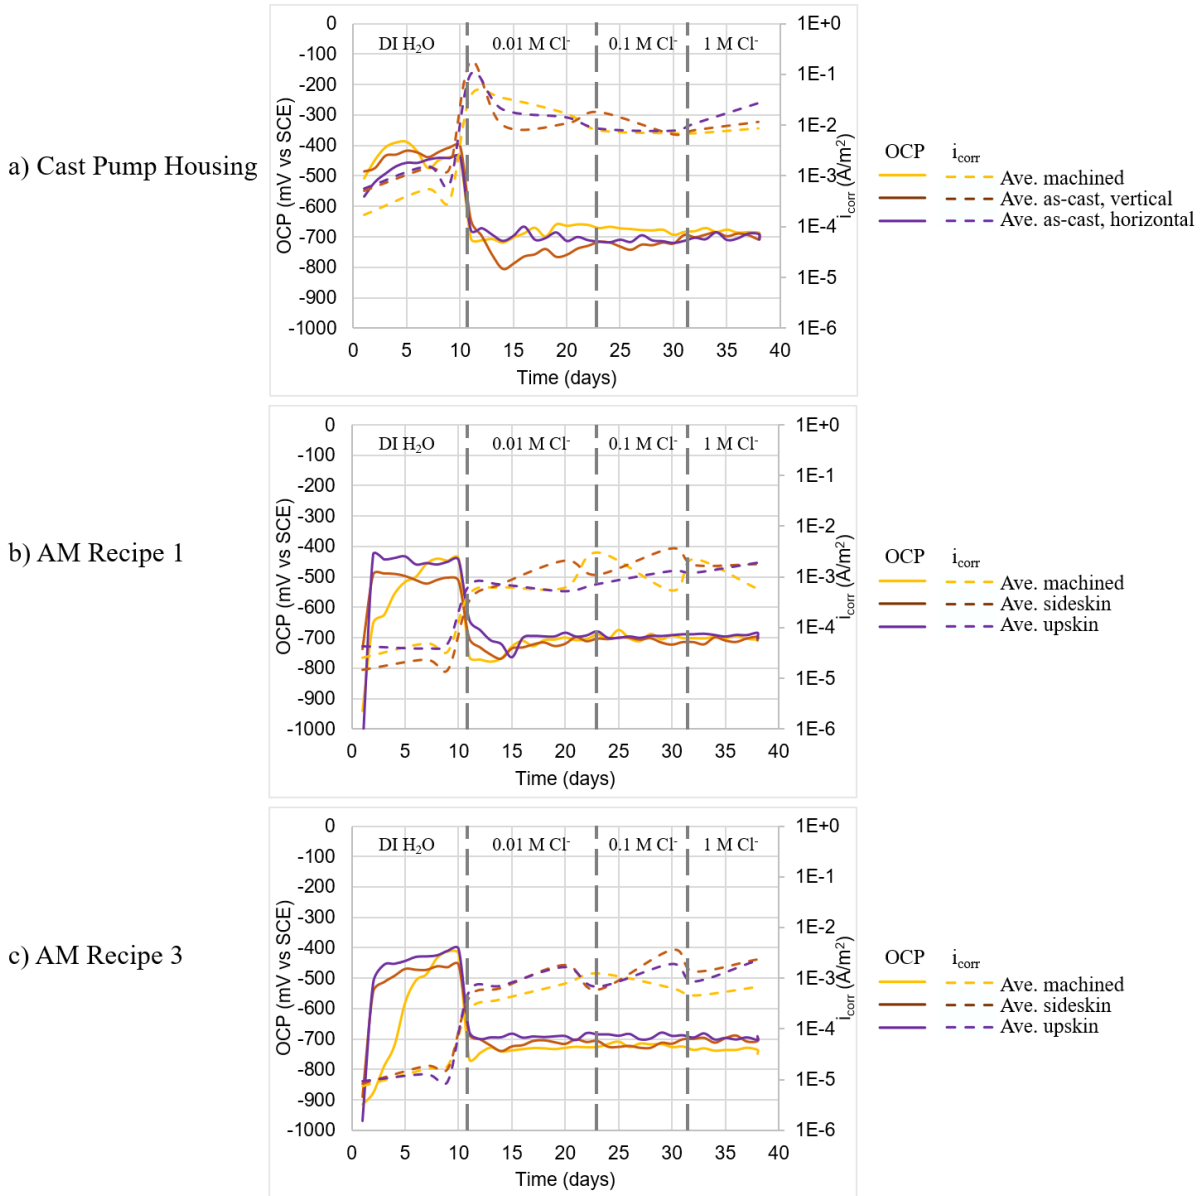 a) Cast Pump Housing
0
-100
-200
-300
-400
-500
-600
-700
-800
-900
-1000
OCP (mV vs SCE)
DI H₂O
0.01 M Cl⁻
0.1 M Cl⁻
1 M Cl⁻
1E+0
1E-1
1E-2
1E-3
1E-4
1E-5
1E-6
i_corr (A/m²)
0 5 10 15 20 25 30 35 40
Time (days)
OCP i_corr
Ave. machined
Ave. as-cast, vertical
Ave. as-cast, horizontal
b) AM Recipe 1
0
-100
-200
-300
-400
-500
-600
-700
-800
-900
-1000
OCP (mV vs SCE)
DI H₂O
0.01 M Cl⁻
0.1 M Cl⁻
1 M Cl⁻
1E+0
1E-1
1E-2
1E-3
1E-4
1E-5
1E-6
i_corr (A/m²)
0 5 10 15 20 25 30 35 40
Time (days)
OCP i_corr
Ave. machined
Ave. sideskin
Ave. upskin
c) AM Recipe 3
0
-100
-200
-300
-400
-500
-600
-700
-800
-900
-1000
OCP (mV vs SCE)
DI H₂O
0.01 M Cl⁻
0.1 M Cl⁻
1 M Cl⁻
1E+0
1E-1
1E-2
1E-3
1E-4
1E-5
1E-6
i_corr (A/m²)
0 5 10 15 20 25 30 35 40
Time (days)
OCP i_corr
Ave. machined
Ave. sideskin
Ave. upskin